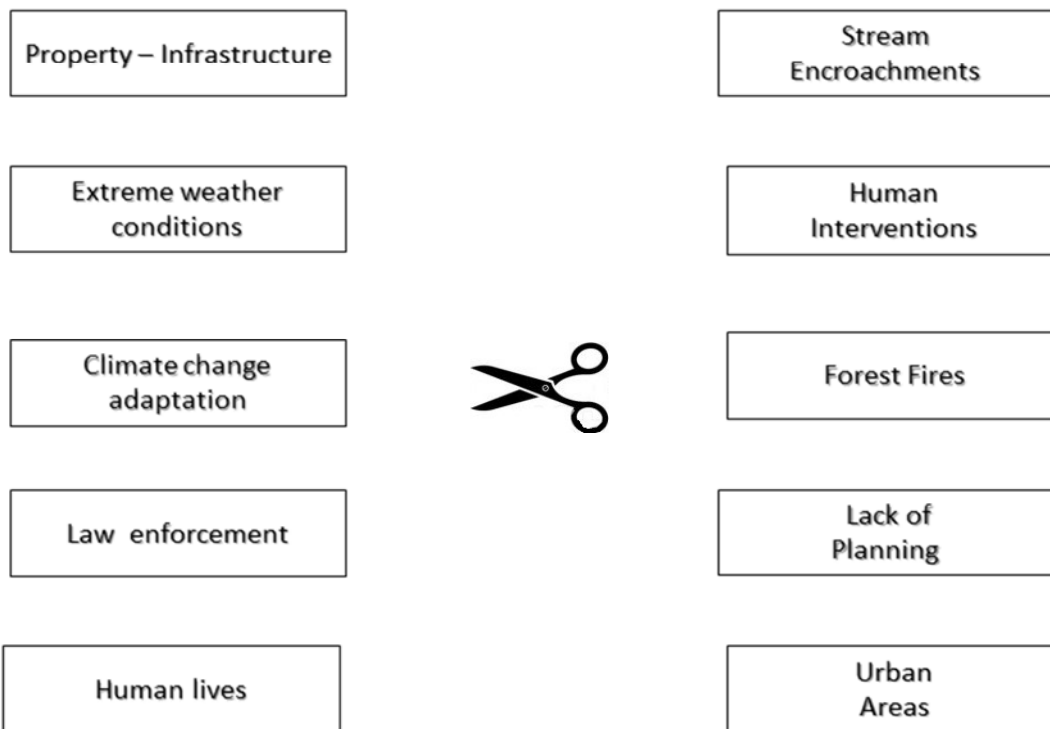 Property – Infrastructure
Stream
Encroachments
Extreme weather
conditions
Human
Interventions
Climate change
adaptation
Forest Fires
Law enforcement
Lack of
Planning
Human lives
Urban
Areas